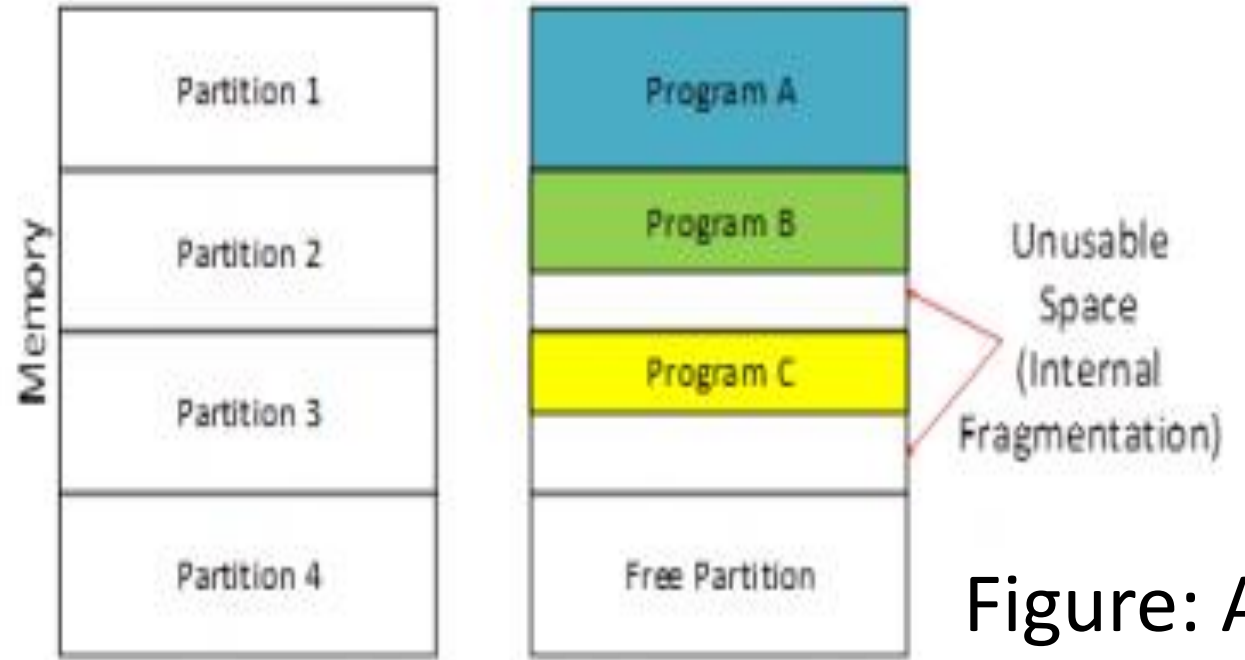 Memory
Partition 1
Partition 2
Partition 3
Partition 4
Program A
Program B
Program C
Free Partition
Unusable
Space
(Internal
Fragmentation)
Figure: A